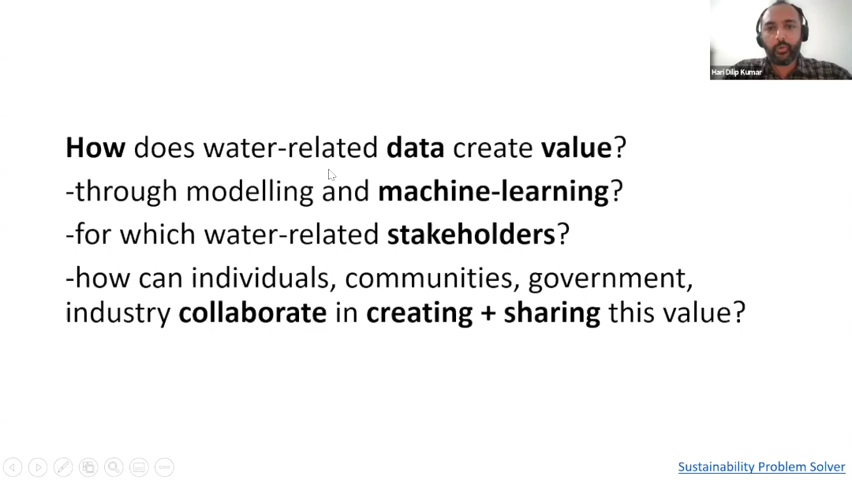 Hari Dilip Kumar
How does water-related data create value?
-through modelling and machine-learning?
-for which water-related stakeholders?
-how can individuals, communities, government,
industry collaborate in creating + sharing this value?
Sustainability Problem Solver